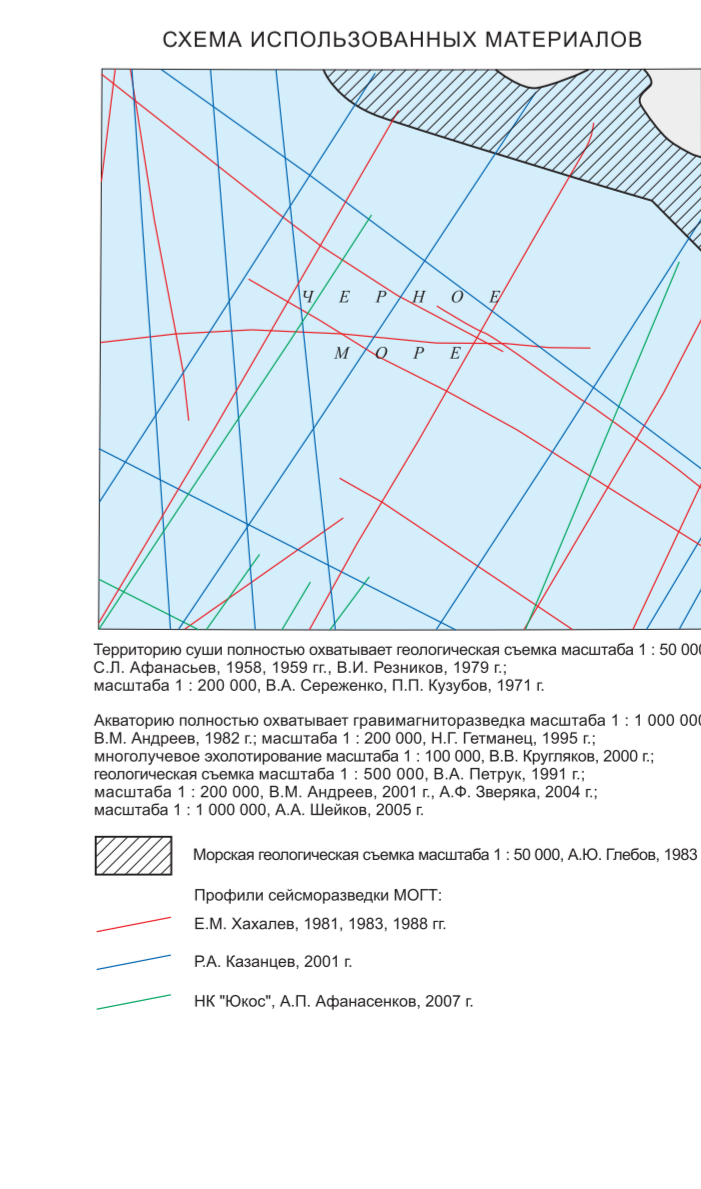 СХЕМА ИСПОЛЬЗОВАННЫХ МАТЕРИАЛОВ
Ч Е Р Н О Е
М О Р Е
Территорию суши полностью охватывает геологическая съемка масштаба 1 : 50 000
С.Л. Афанасьев, 1958, 1959 гг., В.И. Резников, 1979 г.;
масштаба 1 : 200 000, В.А. Сереженко, П.П. Кузубов, 1971 г.
Акваторию полностью охватывает гравимагниторазведка масштаба 1 : 1 000 000
В.М. Андреев, 1982 г.; масштаба 1 : 200 000, Н.Г. Гетманец, 1995 г.;
многолучевое эхолотирование масштаба 1 : 100 000, В.В. Кругляков, 2000 г.;
геологическая съемка масштаба 1 : 500 000, В.А. Петрук, 1991 г.;
масштаба 1 : 200 000, В.М. Андреев, 2001 г., А.Ф. Зверяка, 2004 г.;
масштаба 1 : 1 000 000, А.А. Шейков, 2005 г.
Морская геологическая съемка масштаба 1 : 50 000, А.Ю. Глебов, 1983
Профили сейсморазведки МОГТ:
Е.М. Хахалев, 1981, 1983, 1988 гг.
Р.А. Казанцев, 2001 г.
НК "Юкос", А.П. Афанасенков, 2007 г.